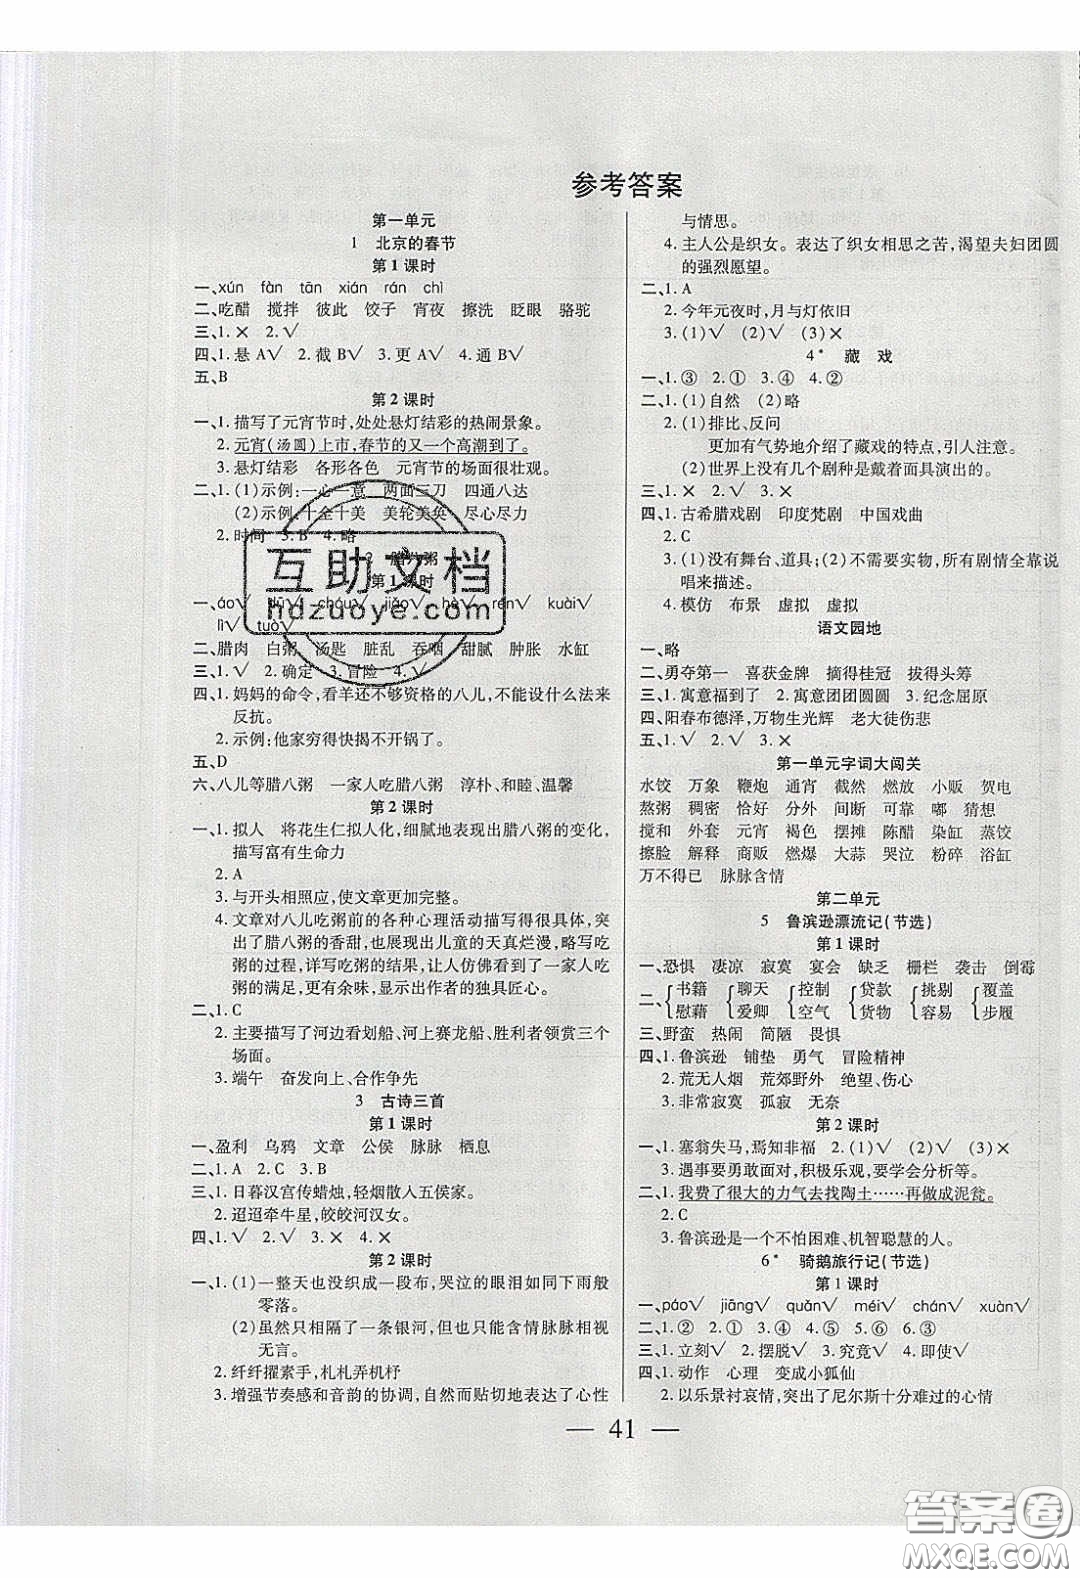 参考答案
第一单元
1 北京的春节
第1课时
一、xún fàn tān xián rán chì
二、吃醋 搅拌 彼此 饺子 宵夜 擦洗 眨眼 骆驼
三、1.× 2.√
四、1.悬 A√ 2.截 B√ 3.更 A√ 4.通 B√
五、B
第2课时
一、1.描写了元宵节时,处处悬灯结彩的热闹景象。
2.元宵(汤圆)上市,春节的又一个高潮到了。
3.悬灯结彩 各形各色 元宵节的场面很壮观。
二、1.(1)示例:一心一意 两面三刀 四通八达
(2)示例:十全十美 美轮美奂 尽心尽力
2.时间 3.B 4.略
2 腊八粥
第1课时
一、áo√ dū√ zhōu√ jiǎo√ hè√ rén√ kuài√
lì√ tuò√
二、腊肉 白粥 汤匙 脏乱 吞咽 甜腻 肿胀 水缸
三、1.√ 2.确定 3.冒险 4.√
四、1.妈妈的命令,看羊还不够资格的八儿,不能设什么法来
反抗。
2.示例:他家穷得快揭不开锅了。
五、D
六、八儿等腊八粥 一家人吃腊八粥 淳朴、和睦、温馨
第2课时
一、1.拟人 将花生仁拟人化,细腻地表现出腊八粥的变化,
描写富有生命力
2.A
3.与开头相照应,使文章更加完整。
4.文章对八儿吃粥前的各种心理活动描写得很具体,突
出了腊八粥的香甜,也展现出儿童的天真烂漫,略写吃
粥的过程,详写吃粥的结果,让人仿佛看到了一家人吃
粥的满足,更有余味,显示出作者的独具匠心。
二、1.C
2.主要描写了河边看划船、河上赛龙船、胜利者领赏三个
场面。
3.端午 奋发向上、合作争先
3 古诗三首
第1课时
一、盈利 乌鸦 文章 公侯 脉脉 栖息
二、1.A 2.C 3.B
三、1.日暮汉宫传蜡烛,轻烟散入五侯家。
2.迢迢牵牛星,皎皎河汉女。
四、1.√ 2.√ 3.× 4.×
第2课时
一、1.(1)一整天也没织成一段布,哭泣的眼泪如同下雨般
零落。
(2)虽然只相隔了一条银河,但也只能含情脉脉相视
无言。
2.纤纤擢素手,札札弄机杼
3.增强节奏感和音韵的协调,自然而贴切地表达了心性
与情思。
4.主人公是织女。表达了织女相思之苦,渴望夫妇团圆
的强烈愿望。
二、1.A
2.今年元夜时,月与灯依旧
3.(1)√ (2)√ (3)×
4* 藏 戏
一、1.③ 2.① 3.④ 4.②
二、1.(1)自然 (2)略
2.(1)排比、反问
更加有气势地介绍了藏戏的特点,引人注意。
(2)世界上没有几个剧种是戴着面具演出的。
三、1.× 2.√ 3.×
四、1.古希腊戏剧 印度梵剧 中国戏曲
2.C
3.(1)没有舞台、道具;(2)不需要实物,所有剧情全靠说
唱来描述。
4.模仿 布景 虚拟 虚拟
语文园地
一、略
二、勇夺第一 喜获金牌 摘得桂冠 拔得头筹
三、1.寓意福到了 2.寓意团团圆圆 3.纪念屈原
四、阳春布德泽,万物生光辉 老大徒伤悲
五、1.√ 2.√ 3.×
第一单元字词大闯关
水饺 万象 鞭炮 通宵 截然 燃放 小贩 贺电
熬粥 稠密 恰好 分外 间断 可靠 嘟 猜想
搅和 外套 元宵 褐色 摆摊 陈醋 染缸 蒸饺
擦脸 解释 商贩 燃爆 大蒜 哭泣 粉碎 浴缸
万不得已 脉脉含情
第二单元
5 鲁滨逊漂流记(节选)
第1课时
一、恐惧 凄凉 寂寞 宴会 缺乏 栅栏 袭击 倒霉
二、{书籍 {聊天 {控制 {贷款 {挑剔 {覆盖
{慰藉 {爱卿 {空气 {货物 {容易 {步履
三、野蛮 热闹 简陋 畏惧
四、1.鲁滨逊 铺垫 勇气 冒险精神
2.荒无人烟 荒郊野外 绝望、伤心
3.非常寂寞 孤寂 无奈
第2课时
一、1.塞翁失马,焉知非福 2.(1)√ (2)√ (3)×
3.遇事要勇敢面对,积极乐观,要学会分析等。
二、1.我费了很大的力气去找陶土……再做成泥瓮。
2.C
3.鲁滨逊是一个不怕困难、机智聪慧的人。
6* 骑鹅旅行记(节选)
第1课时
一、páo√ jiāng√ quǎn√ méi√ chán√ xuàn√
二、1.② 2.① 3.④ 4.⑤ 5.⑥ 6.③
三、1.立刻√ 2.摆脱√ 3.究竟√ 4.即使√
四、1.动作 心理 变成小狐仙
2.以乐景衬哀情,突出了尼尔斯十分难过的心情
— 41 —
互助文档
hdzuoye.com
答案卷
MXQE.COM